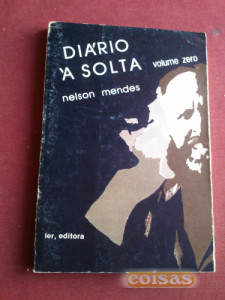 DIÁRIO
À SOLTA
volume zero
nelson mendes
ler, editora
coisas